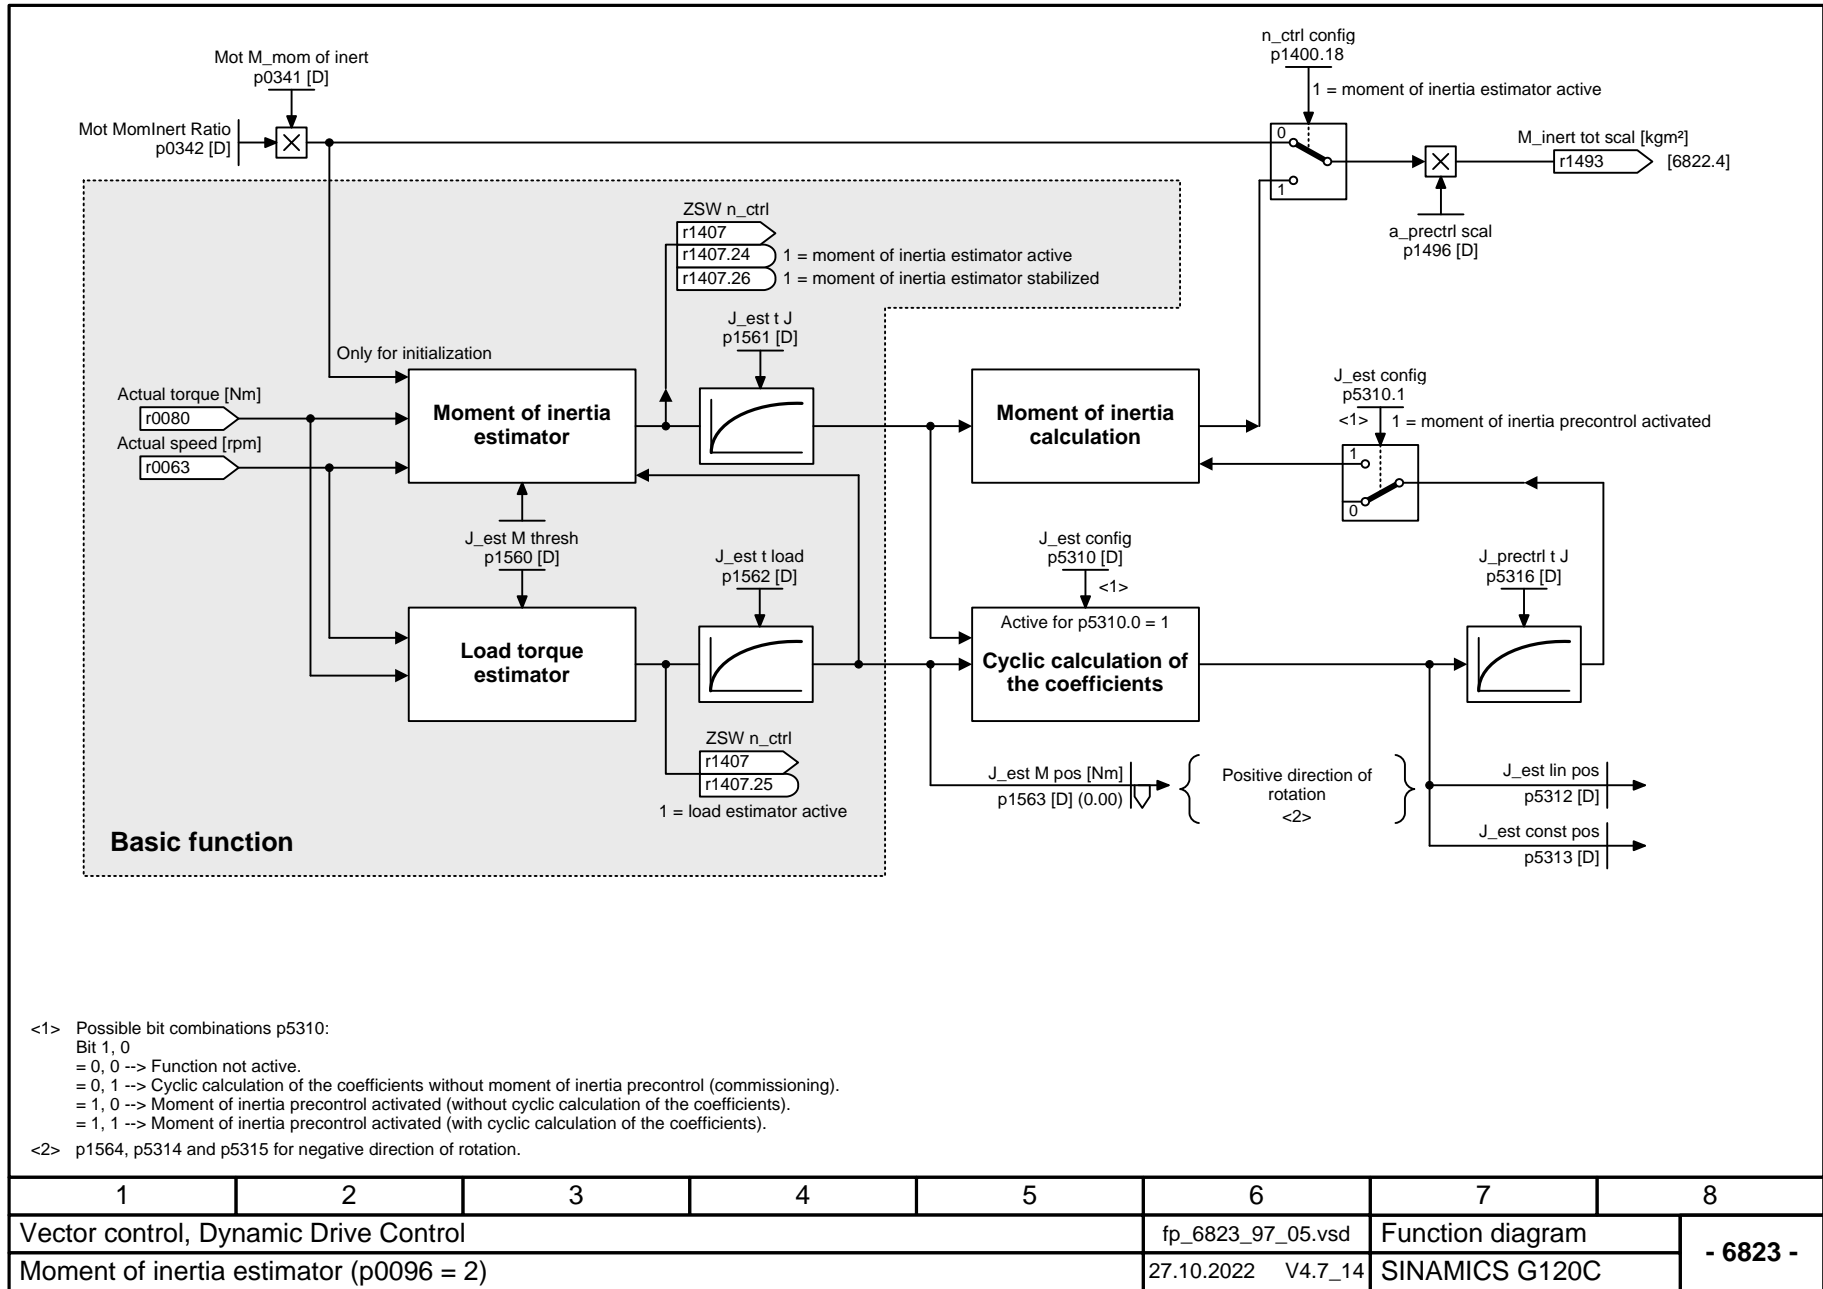 n_ctrl config
p1400.18
1 = moment of inertia estimator active
Mot M_mom of inert
p0341 [D]
Mot MomInert Ratio
p0342 [D]
0
1
M_inert tot scal [kgm²]
r1493
[6822.4]
a_prectrl scal
p1496 [D]
ZSW n_ctrl
r1407
r1407.24
1 = moment of inertia estimator active
r1407.26
1 = moment of inertia estimator stabilized
J_est t J
p1561 [D]
Only for initialization
Actual torque [Nm]
r0080
Actual speed [rpm]
r0063
Moment of inertia
estimator
Moment of inertia
calculation
J_est config
p5310.1
<1>
1 = moment of inertia precontrol activated
1
0
J_est M thresh
p1560 [D]
J_est t load
p1562 [D]
J_est config
p5310 [D]
<1>
J_prectrl t J
p5316 [D]
Load torque
estimator
Active for p5310.0 = 1
Cyclic calculation of
the coefficients
ZSW n_ctrl
r1407
r1407.25
1 = load estimator active
J_est M pos [Nm]
p1563 [D] (0.00)
Positive direction of
rotation
<2>
J_est lin pos
p5312 [D]
J_est const pos
p5313 [D]
Basic function
<1> Possible bit combinations p5310:
Bit 1, 0
= 0, 0 --> Function not active.
= 0, 1 --> Cyclic calculation of the coefficients without moment of inertia precontrol (commissioning).
= 1, 0 --> Moment of inertia precontrol activated (without cyclic calculation of the coefficients).
= 1, 1 --> Moment of inertia precontrol activated (with cyclic calculation of the coefficients).
<2> p1564, p5314 and p5315 for negative direction of rotation.
1 2 3 4 5 6 7 8
Vector control, Dynamic Drive Control
fp_6823_97_05.vsd
Function diagram
- 6823 -
Moment of inertia estimator (p0096 = 2)
27.10.2022 V4.7_14
SINAMICS G120C